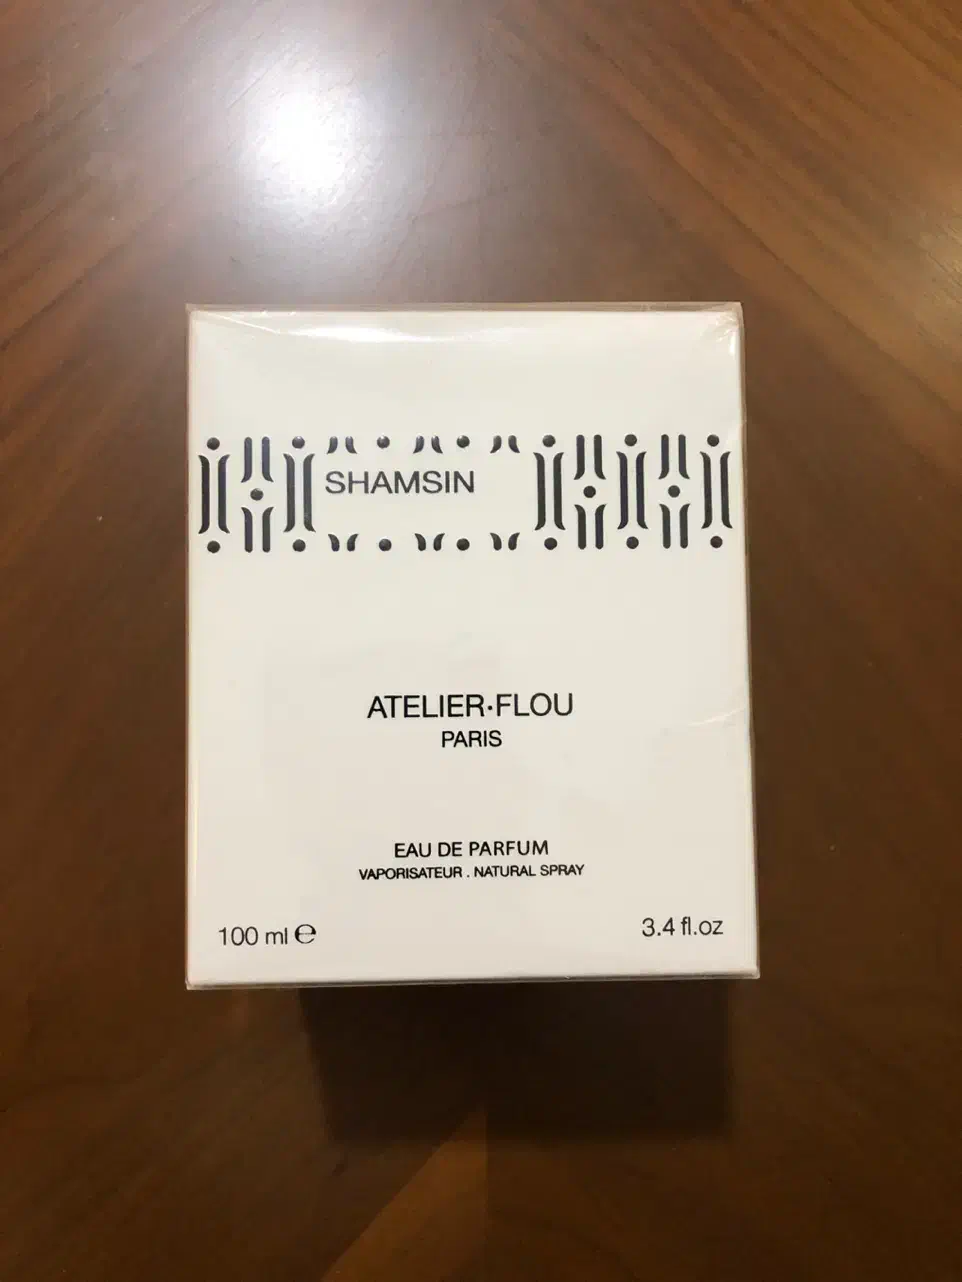 SHAMSIN
ATELIER·FLOU
PARIS
EAU DE PARFUM
VAPORISATEUR . NATURAL SPRAY
100 ml ℮
3.4 fl.oz